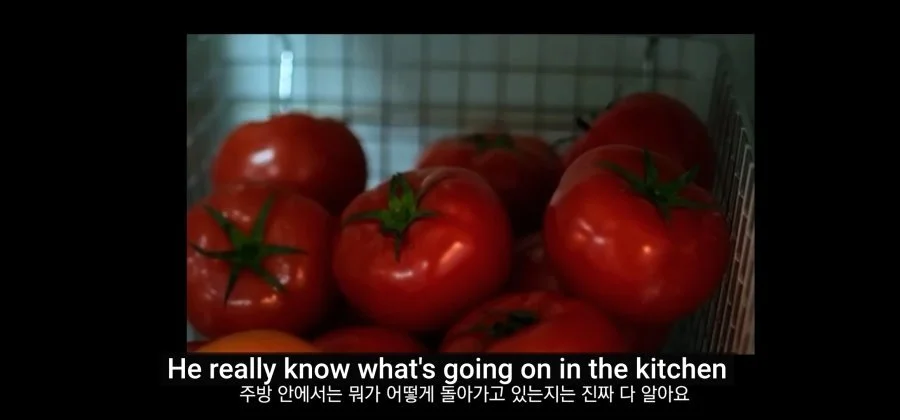 He really know what's going on in the kitchen
주방 안에서는 뭐가 어떻게 돌아가고 있는지는 진짜 다 알아요